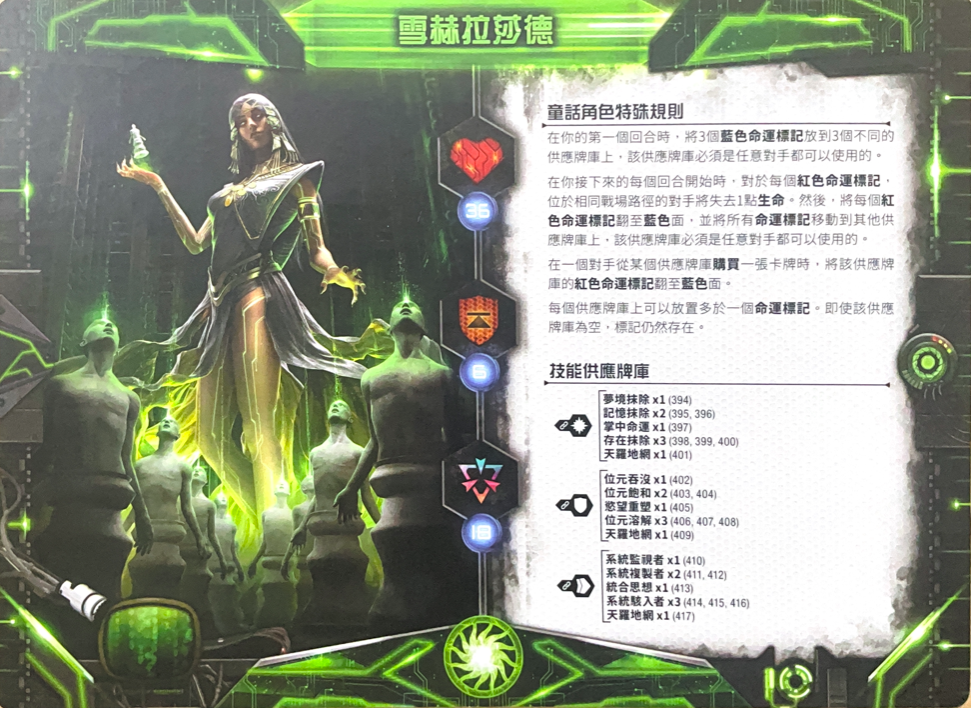 雪赫拉莎德
童話角色特殊規則
在你的第一個回合時，將3個藍色命運標記放到3個不同的
供應牌庫上，該供應牌庫必須是任意對手都可以使用的。
在你接下來的每個回合開始時，對於每個紅色命運標記，
位於相同戰場路徑的對手將失去1點生命。然後，將每個紅
色命運標記翻至藍色面，並將所有命運標記移動到其他供
應牌庫上，該供應牌庫必須是任意對手都可以使用的。
在一個對手從某個供應牌庫購買一張卡牌時，將該供應牌
庫的紅色命運標記翻至藍色面。
每個供應牌庫上可以放置多於一個命運標記。即使該供應
牌庫為空，標記仍然存在。
36
6
18
技能供應牌庫
夢境抹除 x1 (394)
記憶抹除 x2 (395, 396)
掌中命運 x1 (397)
存在抹除 x3 (398, 399, 400)
天羅地網 x1 (401)
位元吞沒 x1 (402)
位元飽和 x2 (403, 404)
慾望重塑 x1 (405)
位元溶解 x3 (406, 407, 408)
天羅地網 x1 (409)
系統監視者 x1 (410)
系統複製者 x2 (411, 412)
統合思想 x1 (413)
系統駭入者 x3 (414, 415, 416)
天羅地網 x1 (417)